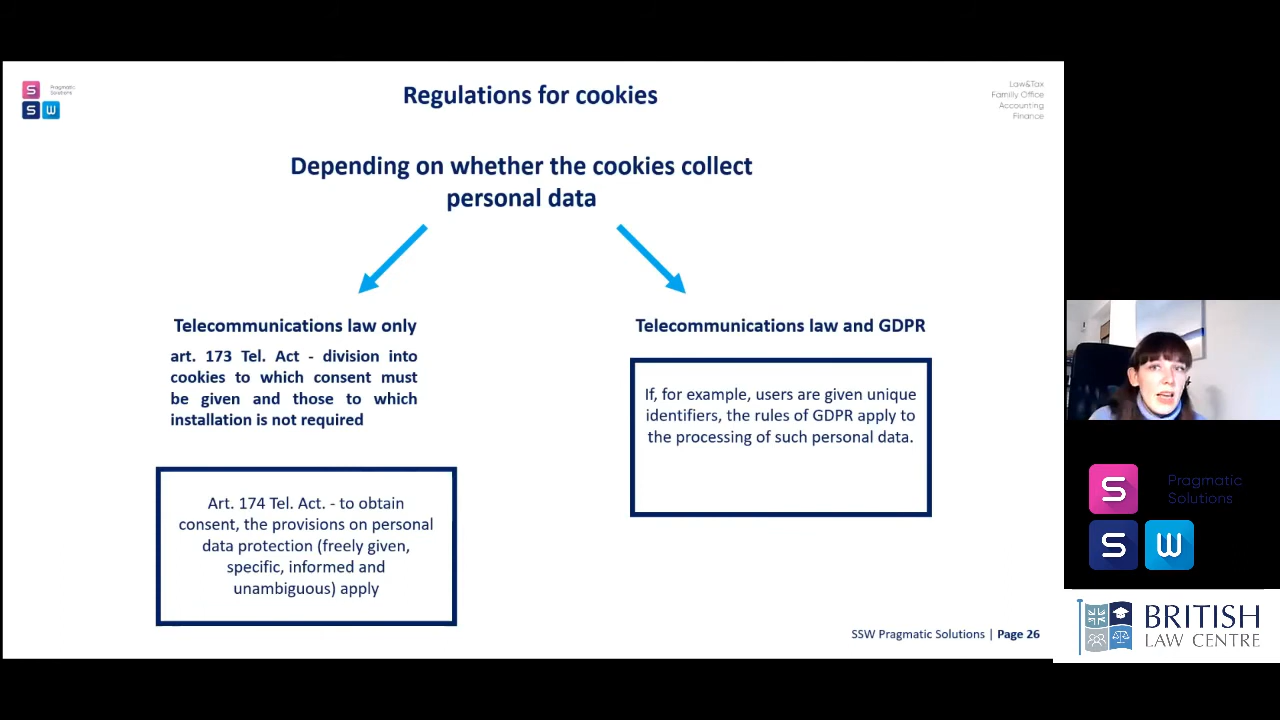 S
Pragmatic
Solutions
S W
Regulations for cookies
Law&Tax
Familly Office
Accounting
Finance
Depending on whether the cookies collect
personal data
Telecommunications law only
art. 173 Tel. Act - division into
cookies to which consent must
be given and those to which
installation is not required
Art. 174 Tel. Act. - to obtain
consent, the provisions on personal
data protection (freely given,
specific, informed and
unambiguous) apply
Telecommunications law and GDPR
If, for example, users are given unique
identifiers, the rules of GDPR apply to
the processing of such personal data.
SSW Pragmatic Solutions | Page 26
S
Pragmatic
Solutions
S W
BRITISH
LAW CENTRE